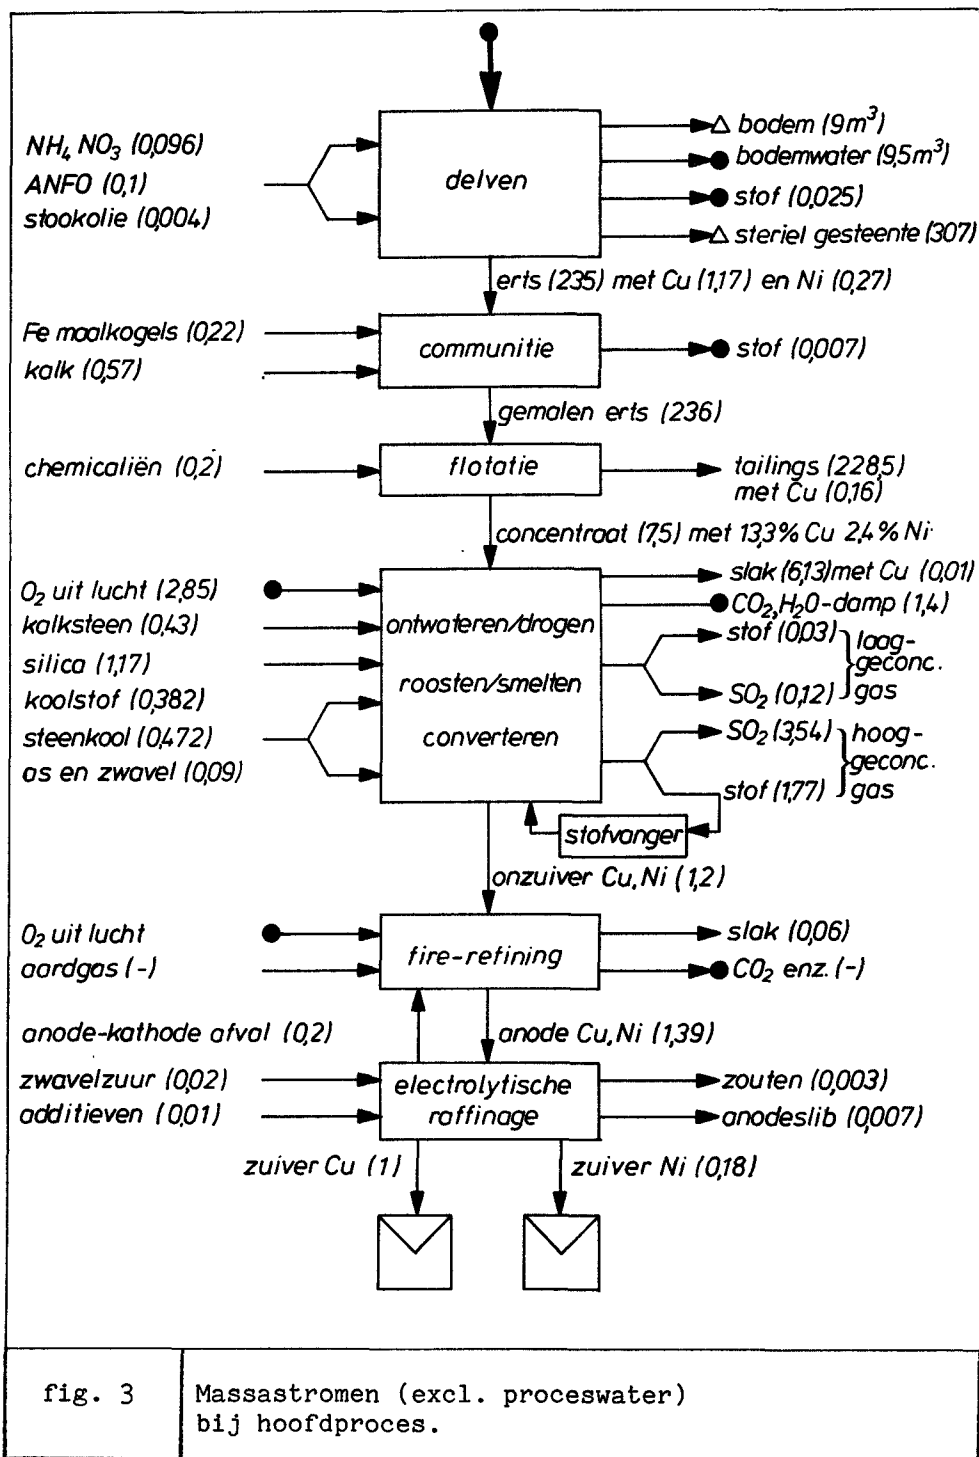 NH₄ NO₃ (0,096)
ANFO (0,1)
stookolie (0,004)
delven
bodem (9m³)
bodemwater (9,5m³)
stof (0,025)
steriel gesteente (307)
erts (235) met Cu (1,17) en Ni (0,27)
Fe maalkogels (0,22)
kalk (0,57)
communitie
stof (0,007)
gemalen erts (236)
chemicaliën (0,2)
flotatie
tailings (228,5)
met Cu (0,16)
concentraat (7,5) met 13,3% Cu 2,4% Ni
O₂ uit lucht (2,85)
kalksteen (0,43)
silica (1,17)
koolstof (0,382)
steenkool (0,472)
as en zwavel (0,09)
ontwateren/drogen
roosten/smelten
converteren
slak (6,13) met Cu (0,01)
CO₂,H₂O-damp (1,4)
stof (0,03)
SO₂ (0,12)
laag-
geconc.
gas
SO₂ (3,54)
stof (1,77)
hoog-
geconc.
gas
stofvanger
onzuiver Cu,Ni (1,2)
O₂ uit lucht
aardgas (-)
fire-refining
slak (0,06)
CO₂ enz. (-)
anode-kathode afval (0,2)
anode Cu,Ni (1,39)
zwavelzuur (0,02)
additieven (0,01)
electrolytische
raffinage
zouten (0,003)
anodeslib (0,007)
zuiver Cu (1)
zuiver Ni (0,18)
fig. 3
Massastromen (excl. proceswater)
bij hoofdproces.